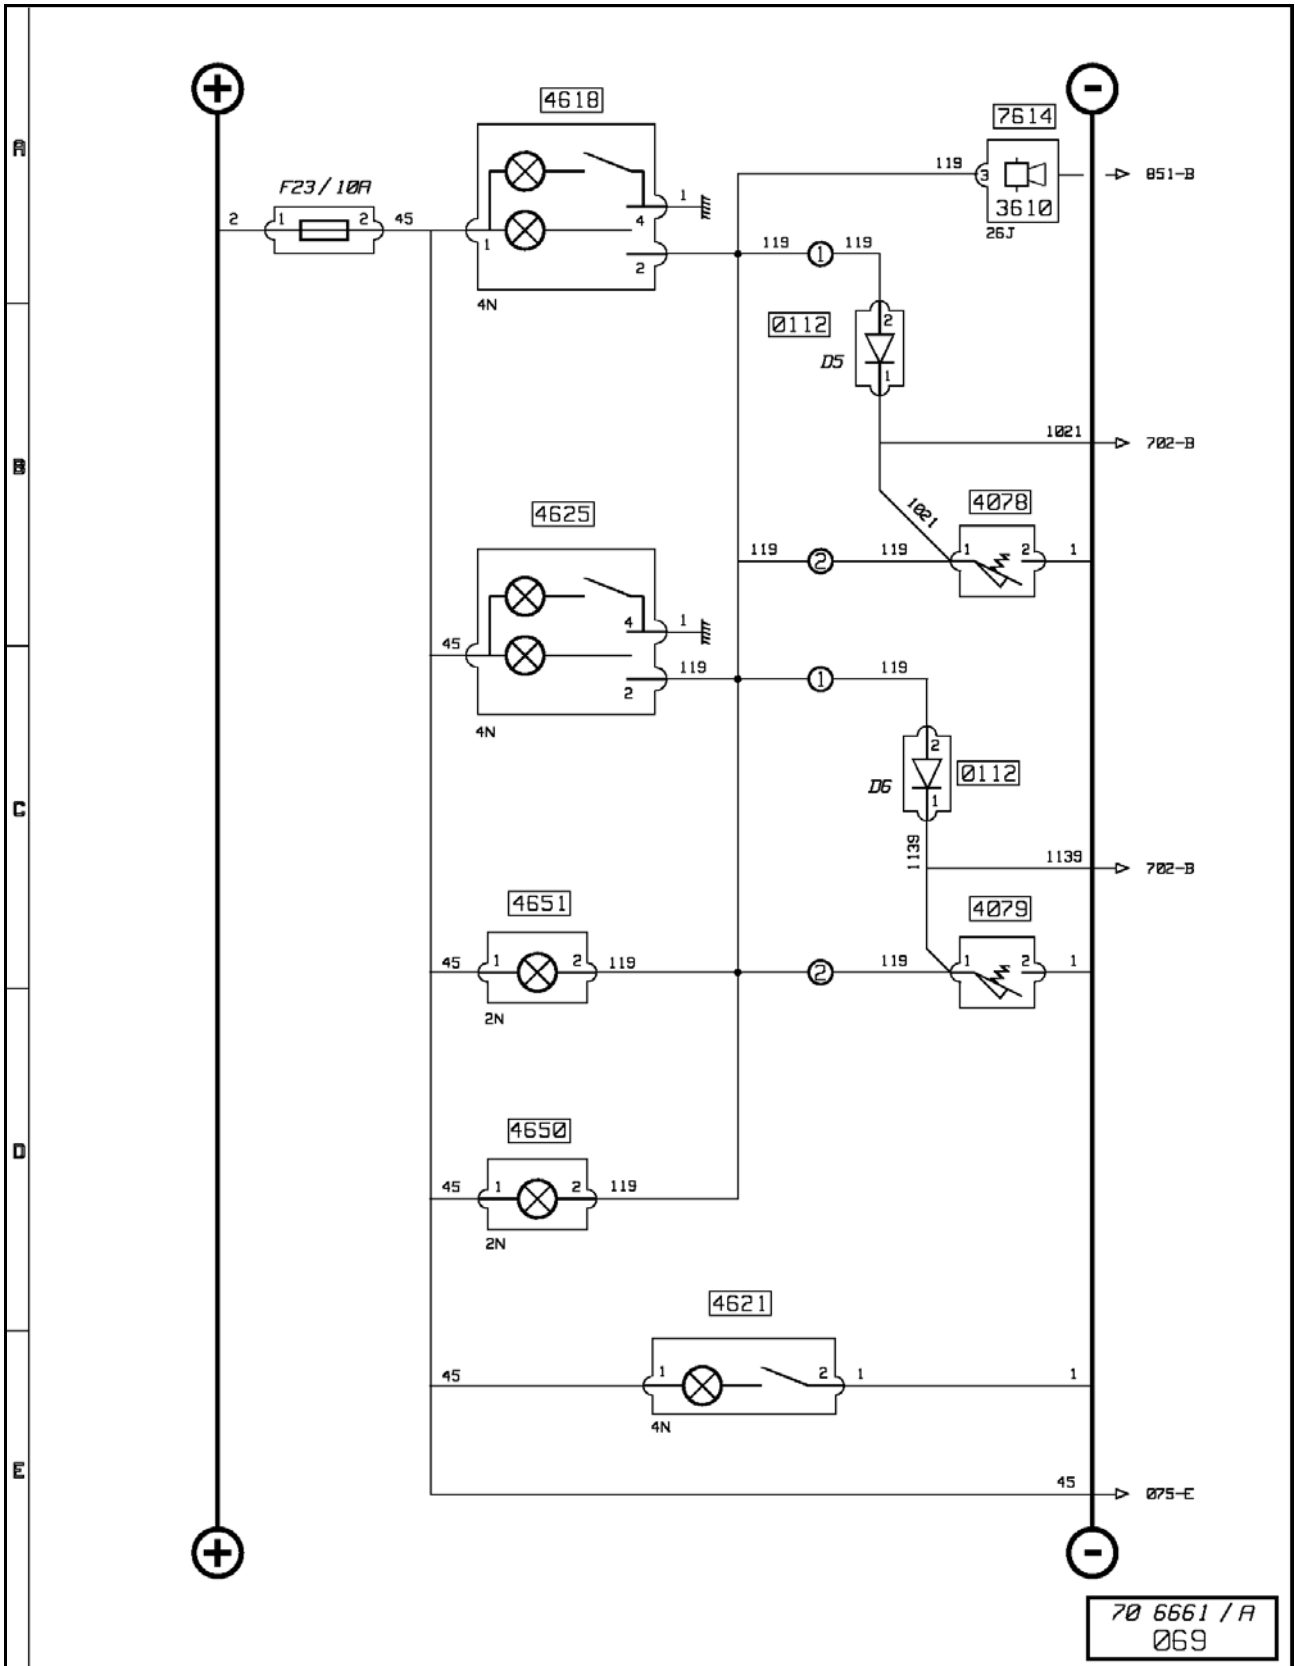 + -
4618
7614
A
119 3
851-B
F23/10A
3610
2 1 2 45
1
4
1
26J
119 1 119
2
4N
0112
2
D5
1
1021
702-B
B
4625
4078
1021
119 2 119 1 2 1
4 1
45
119 1 119
2
4N
2
0112
D6
1
C
1139
1139
702-B
4651
4079
45 1 2 119 2 119 1 2 1
2N
D
4650
45 1 2 119
2N
4621
45 1 2 1 1
4N
E
45
075-E
+ -
70 6661 / A
069